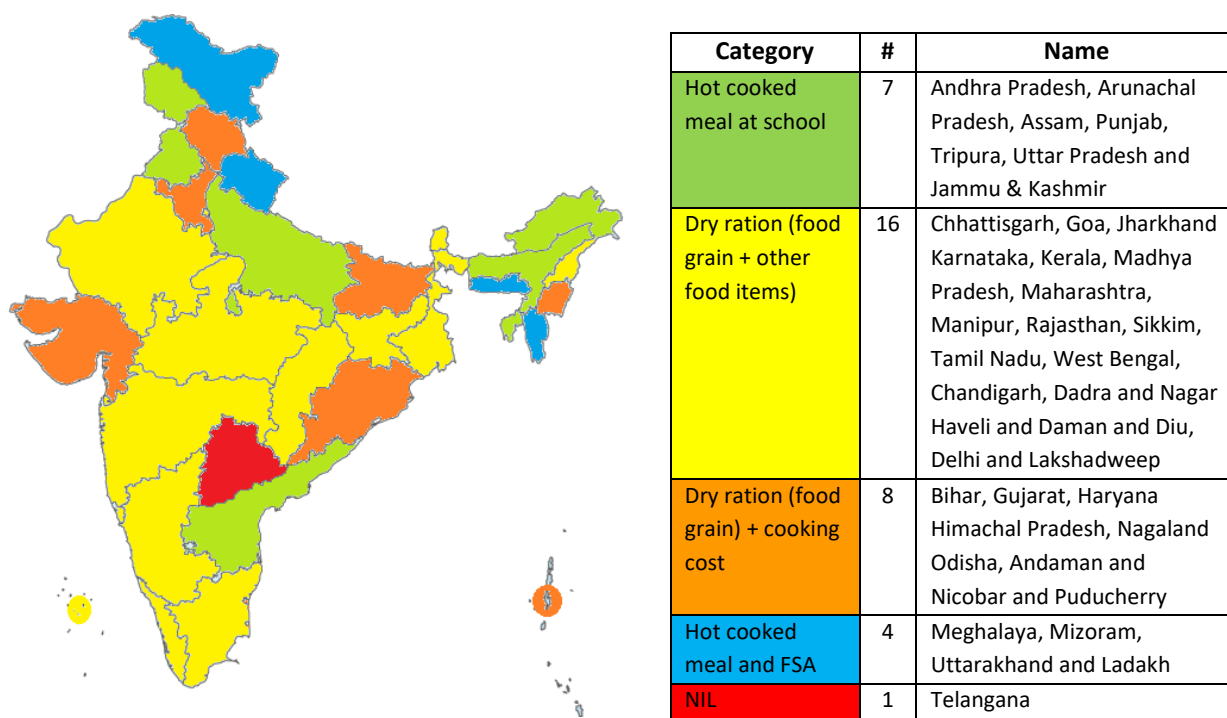 Category # Name
Hot cooked 7 Andhra Pradesh, Arunachal
meal at school Pradesh, Assam, Punjab,
Tripura, Uttar Pradesh and
Jammu & Kashmir
Dry ration (food 16 Chhattisgarh, Goa, Jharkhand
grain + other Karnataka, Kerala, Madhya
food items) Pradesh, Maharashtra,
Manipur, Rajasthan, Sikkim,
Tamil Nadu, West Bengal,
Chandigarh, Dadra and Nagar
Haveli and Daman and Diu,
Delhi and Lakshadweep
Dry ration (food 8 Bihar, Gujarat, Haryana
grain) + cooking Himachal Pradesh, Nagaland
cost Odisha, Andaman and
Nicobar and Puducherry
Hot cooked 4 Meghalaya, Mizoram,
meal and FSA Uttarakhand and Ladakh
NIL 1 Telangana